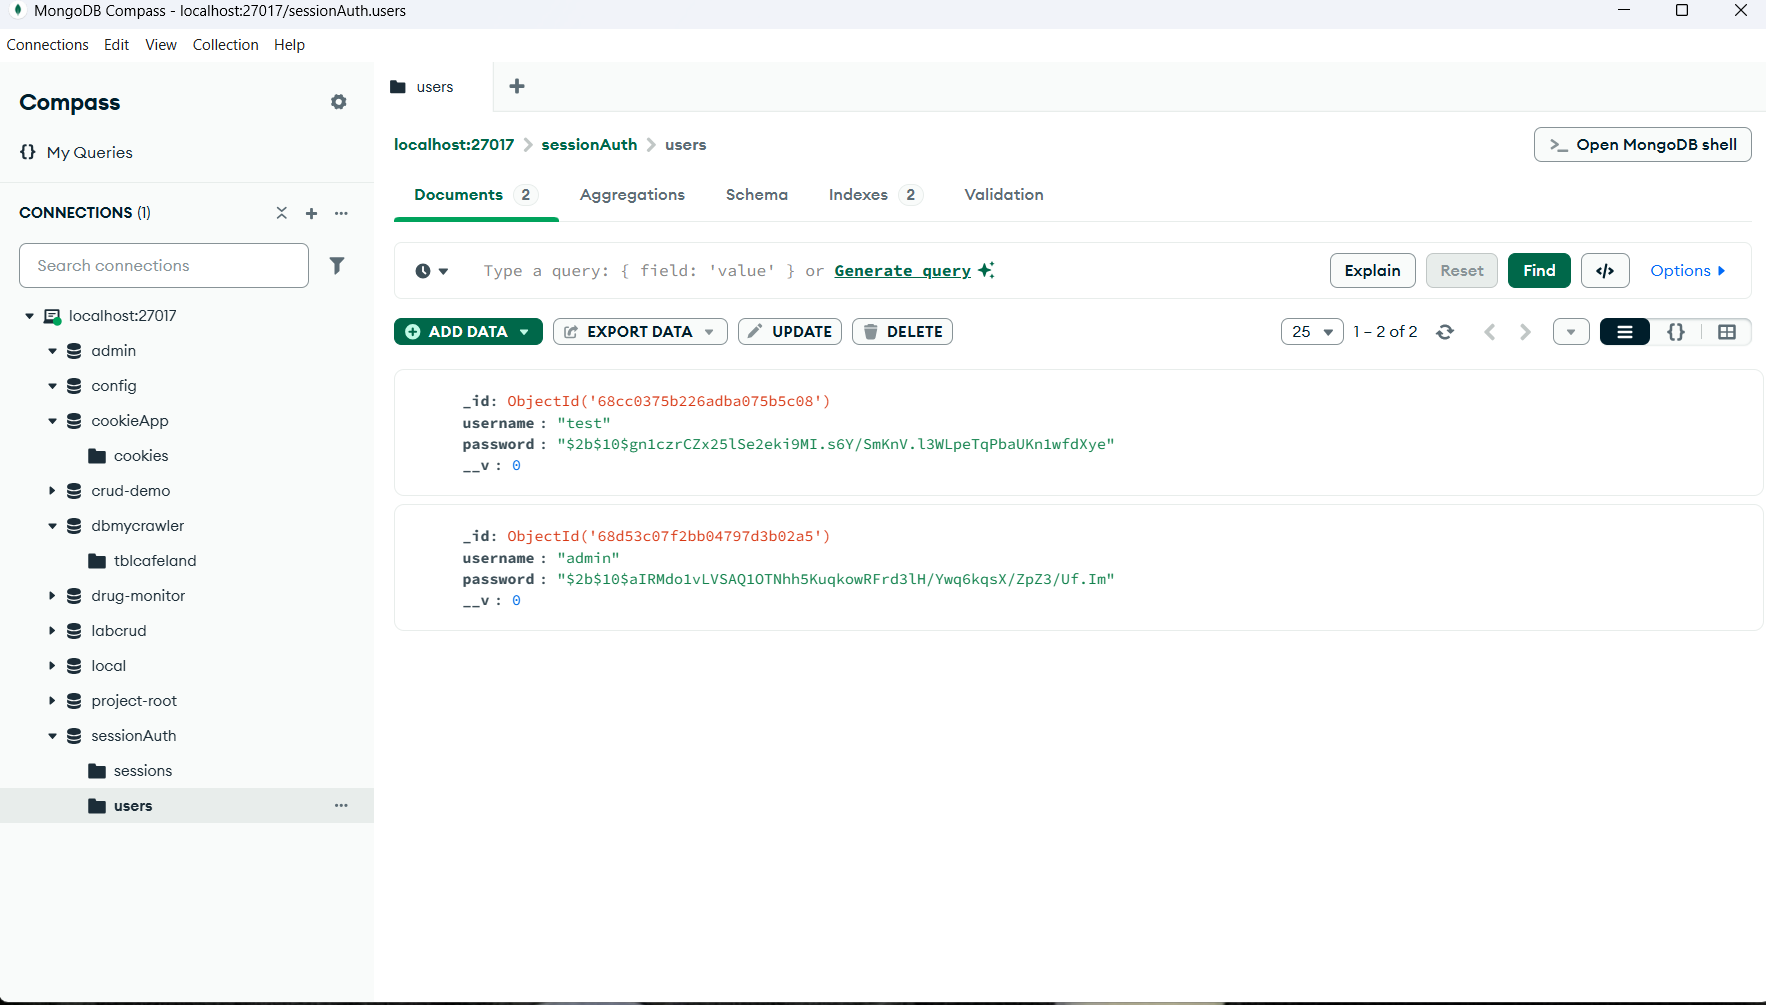 MongoDB Compass - localhost:27017/sessionAuth.users
Connections Edit View Collection Help
Compass
My Queries
CONNECTIONS (1)
Search connections
localhost:27017
admin
config
cookieApp
cookies
crud-demo
dbmycrawler
tblcafeland
drug-monitor
labcrud
local
project-root
sessionAuth
sessions
users
users
localhost:27017 > sessionAuth > users
>_ Open MongoDB shell
Documents 2 Aggregations Schema Indexes 2 Validation
Type a query: { field: 'value' } or Generate query
Explain Reset Find </> Options
ADD DATA EXPORT DATA UPDATE DELETE
25 1 – 2 of 2 {}
_id: ObjectId('68cc0375b226adba075b5c08')
username : "test"
password : "$2b$10$gn1czrCZx25lSe2eki9MI.s6Y/SmKnV.l3WLpeTqPbaUKn1wfdXye"
__v : 0
_id: ObjectId('68d53c07f2bb04797d3b02a5')
username : "admin"
password : "$2b$10$aIRMdo1vLVSAQ1OTNhh5KuqkowRFrd3lH/Ywq6kqsX/ZpZ3/Uf.Im"
__v : 0